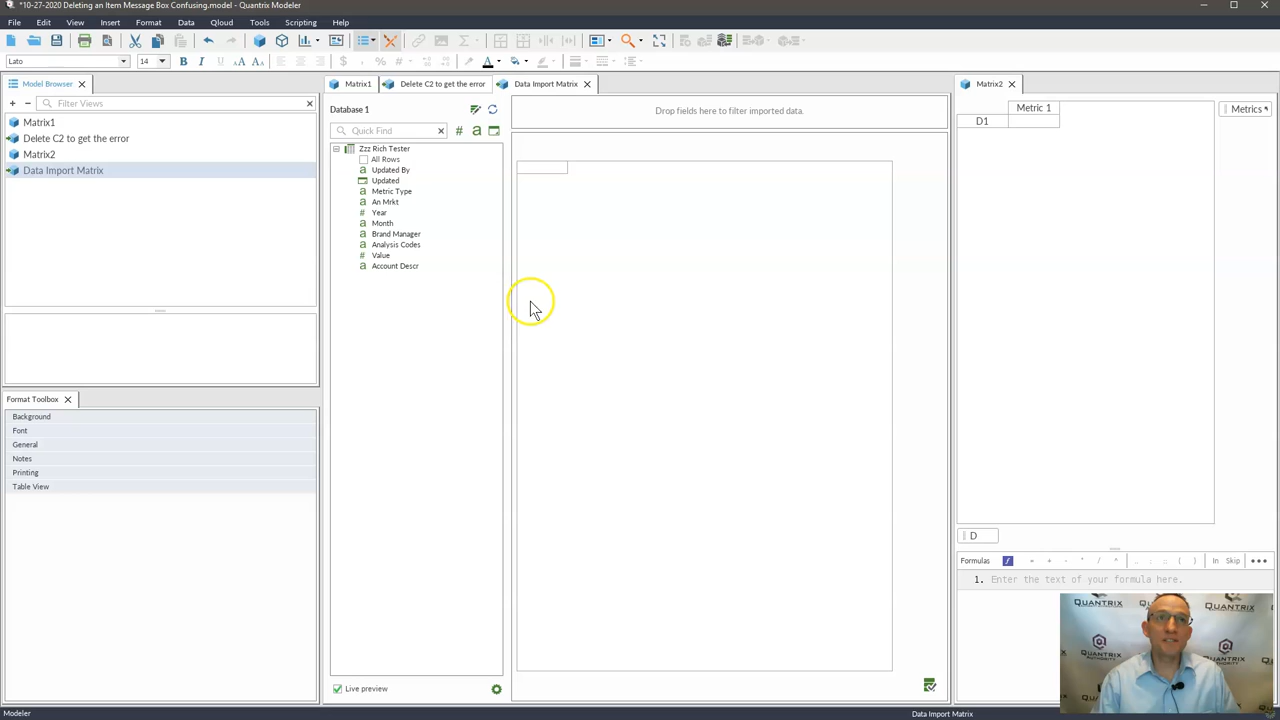 *10-27-2020 Deleting an Item Message Box Confusing.model - Quantrix Modeler
File Edit View Insert Format Data Qloud Tools Scripting Help
Lato 14 B I U A A $ % #
Model Browser
Filter Views
Matrix1
Delete C2 to get the error
Matrix2
Data Import Matrix
Format Toolbox
Background
Font
General
Notes
Printing
Table View
Matrix1 Delete C2 to get the error Data Import Matrix
Database 1
Quick Find # a
Zzz Rich Tester
All Rows
a Updated By
Updated
a Metric Type
a An Mrkt
# Year
a Month
a Brand Manager
a Analysis Codes
# Value
a Account Descr
Live preview
Drop fields here to filter imported data.
Matrix2
Metric 1
D1
Metrics
D
Formulas f = + - * / ^ .. : :: ( ) In Skip •••
1. Enter the text of your formula here.
QUANTRIX
QUANTRIX
QUANTRIX
AUTHORITY
Modeler
Data Import Matrix